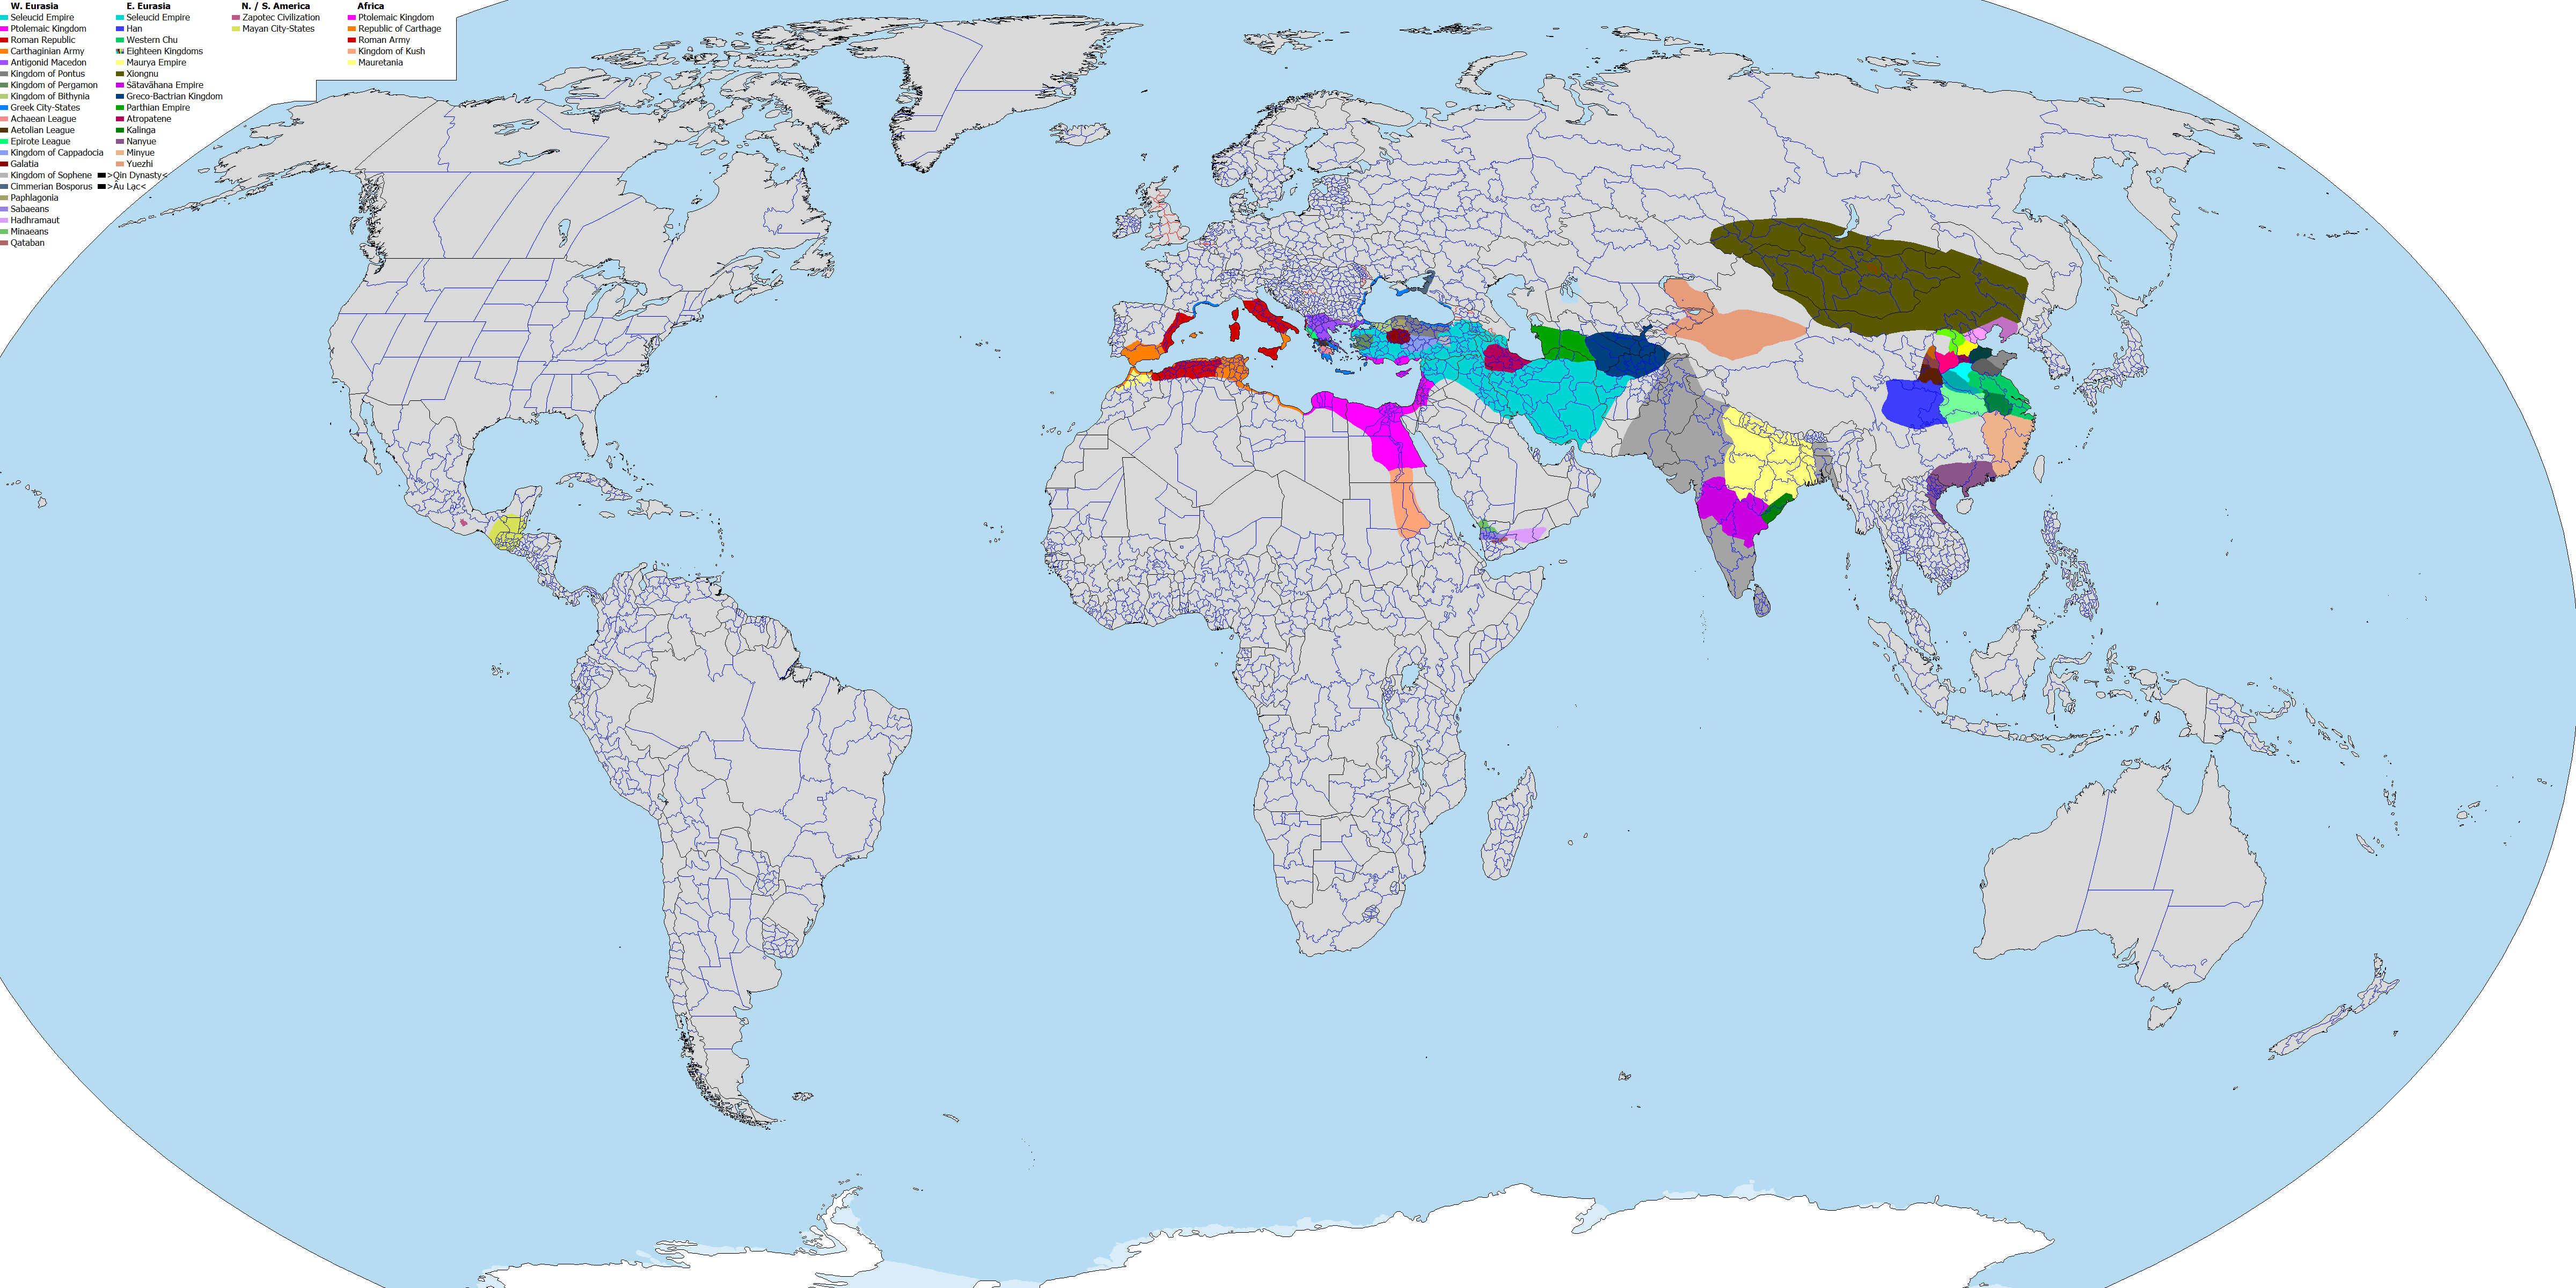 W. Eurasia
Seleucid Empire
Ptolemaic Kingdom
Roman Republic
Carthaginian Army
Antigonid Macedon
Kingdom of Pontus
Kingdom of Pergamon
Kingdom of Bithynia
Greek City-States
Achaean League
Aetolian League
Epirote League
Kingdom of Cappadocia
Galatia
Kingdom of Sophene
Cimmerian Bosporus
Paphlagonia
Sabaeans
Hadhramaut
Minaeans
Qataban
>Qin Dynasty<
>Âu Lạc<
E. Eurasia
Seleucid Empire
Han
Western Chu
Eighteen Kingdoms
Maurya Empire
Xiongnu
Śātavāhana Empire
Greco-Bactrian Kingdom
Parthian Empire
Atropatene
Kalinga
Nanyue
Minyue
Yuezhi
N. / S. America
Zapotec Civilization
Mayan City-States
Africa
Ptolemaic Kingdom
Republic of Carthage
Roman Army
Kingdom of Kush
Mauretania